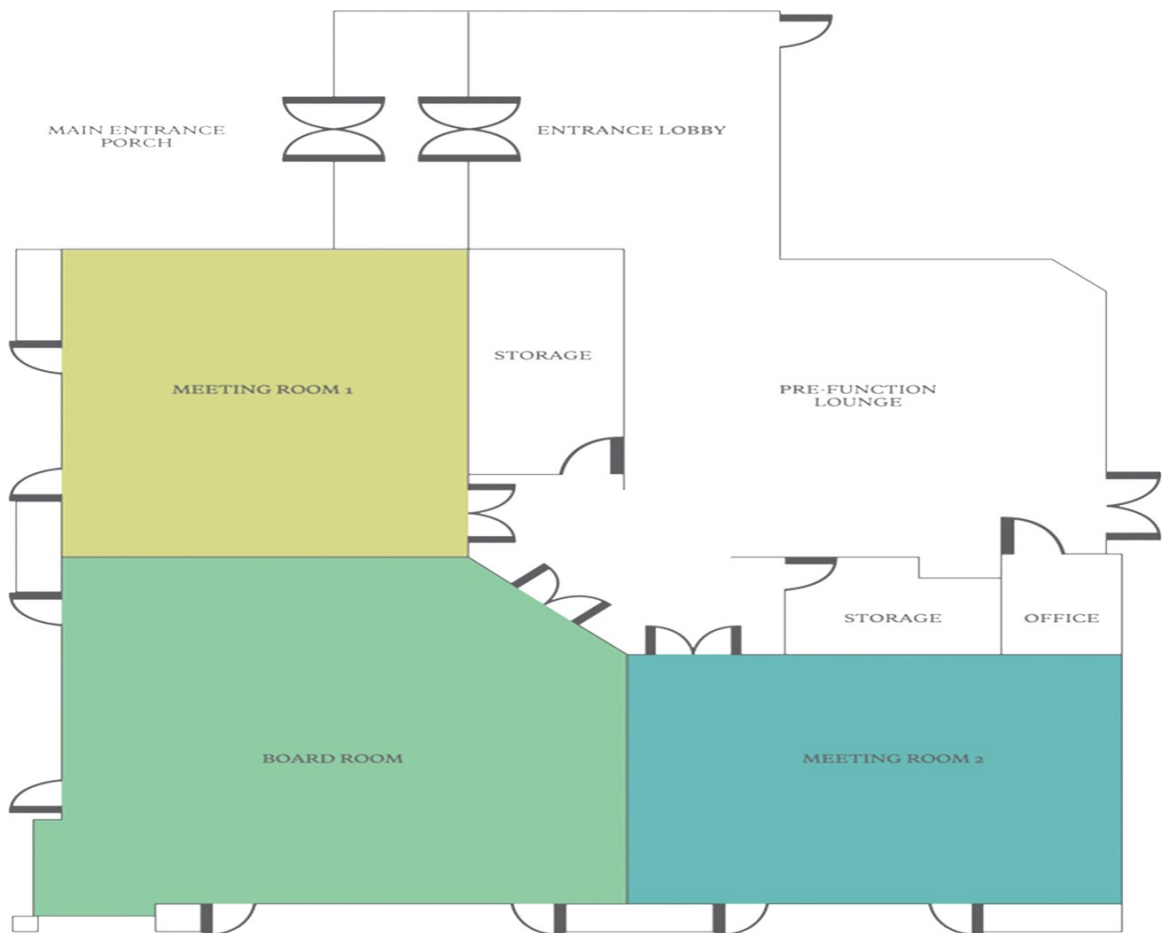 MAIN ENTRANCE
PORCH
ENTRANCE LOBBY
STORAGE
MEETING ROOM 1
PRE-FUNCTION
LOUNGE
STORAGE
OFFICE
BOARD ROOM
MEETING ROOM 2